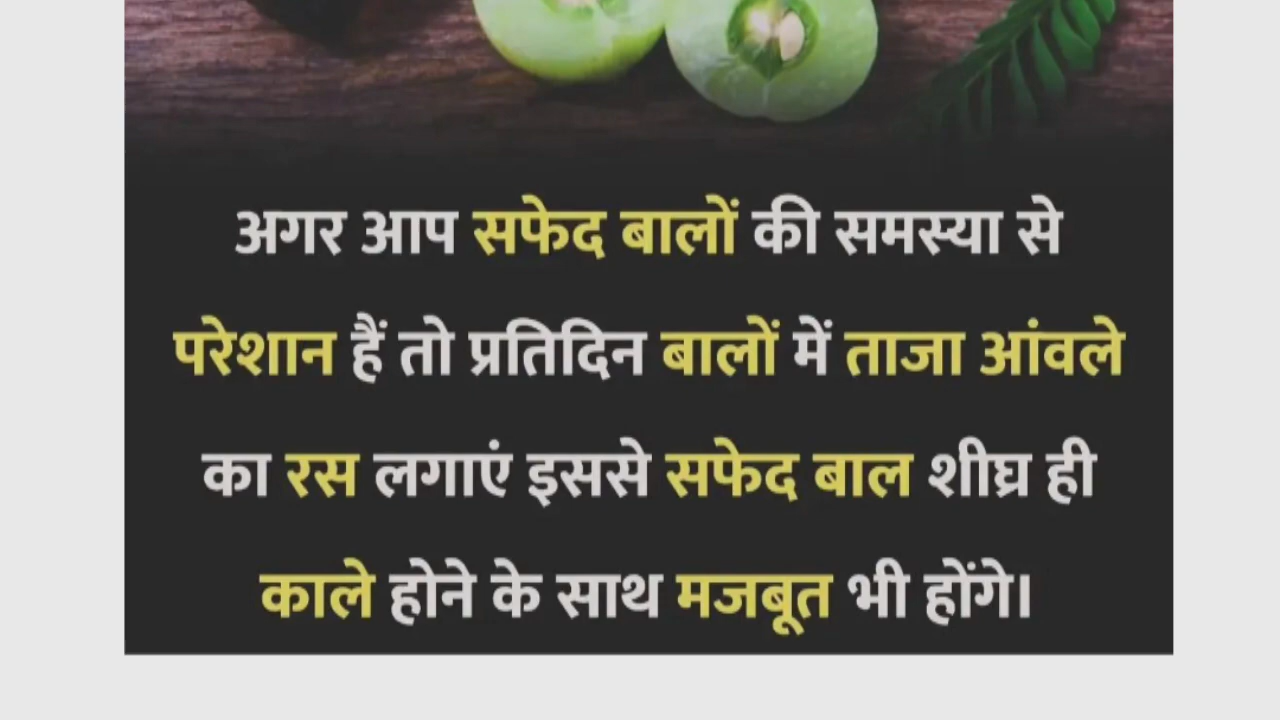 अगर आप सफेद बालों की समस्या से
परेशान हैं तो प्रतिदिन बालों में ताजा आंवले
का रस लगाएं इससे सफेद बाल शीघ्र ही
काले होने के साथ मजबूत भी होंगे।